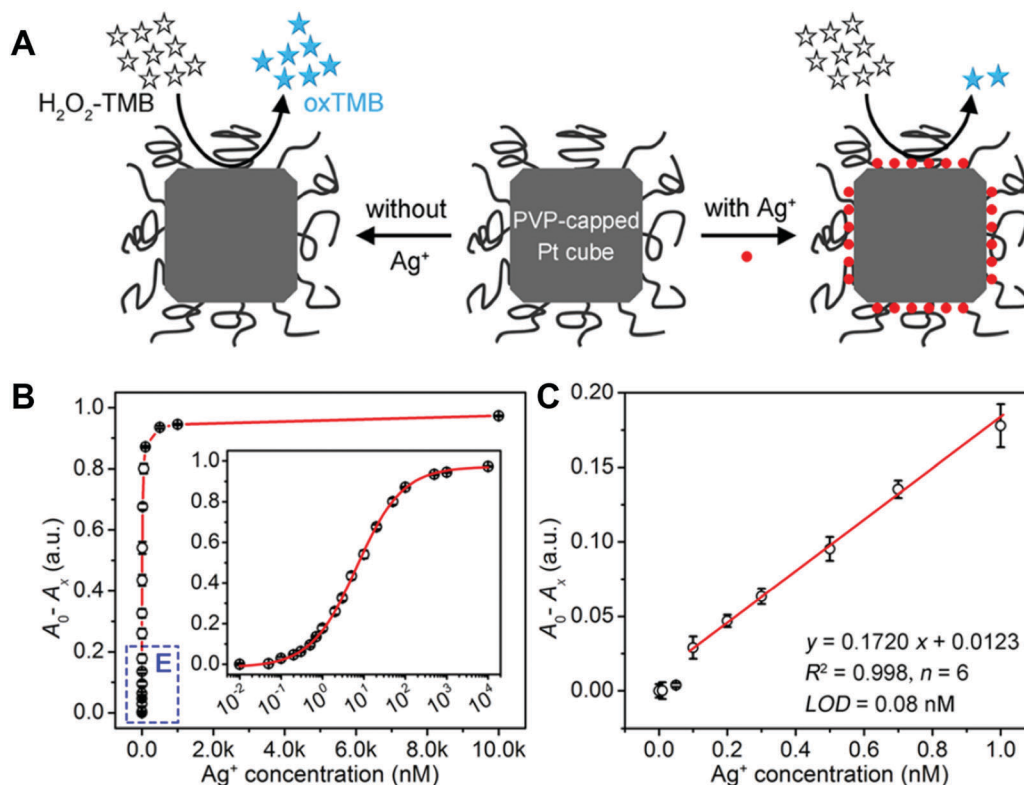 A
H₂O₂-TMB
oxTMB
without
Ag⁺
PVP-capped
Pt cube
with Ag⁺
B
A₀- Aₓ (a.u.)
1.0
0.8
0.6
0.4
0.2
0.0
E
1.0
0.8
0.6
0.4
0.2
0.0
10⁻² 10⁻¹ 10⁰ 10¹ 10² 10³ 10⁴
0.0 2.0k 4.0k 6.0k 8.0k 10.0k
Ag⁺ concentration (nM)
C
A₀- Aₓ (a.u.)
0.20
0.15
0.10
0.05
0.00
y = 0.1720 x + 0.0123
R² = 0.998, n = 6
LOD = 0.08 nM
0.0 0.2 0.4 0.6 0.8 1.0
Ag⁺ concentration (nM)